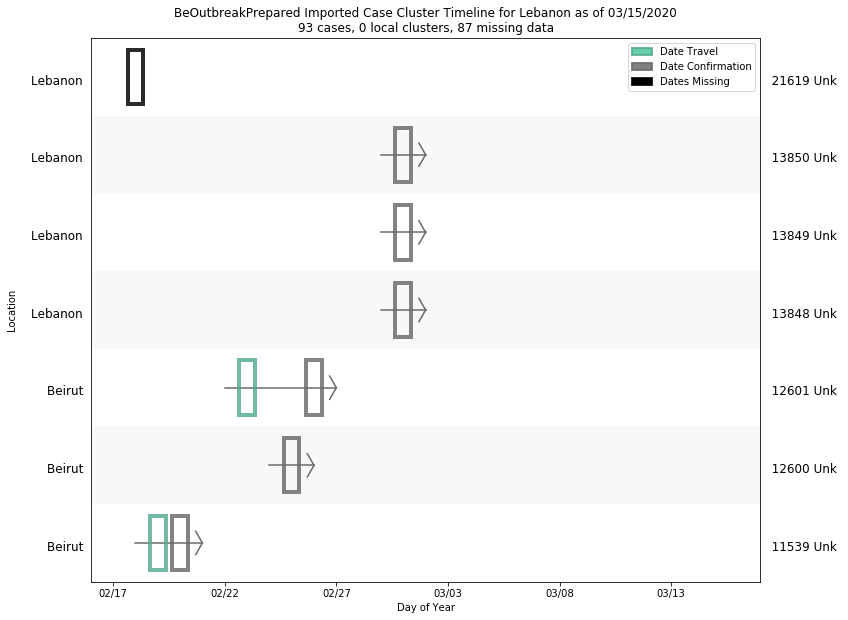 BeOutbreakPrepared Imported Case Cluster Timeline for Lebanon as of 03/15/2020
93 cases, 0 local clusters, 87 missing data
Date Travel
Date Confirmation
Dates Missing
Lebanon 21619 Unk
Lebanon 13850 Unk
Lebanon 13849 Unk
Lebanon 13848 Unk
Beirut 12601 Unk
Beirut 12600 Unk
Beirut 11539 Unk
Location
02/17 02/22 02/27 03/03 03/08 03/13
Day of Year